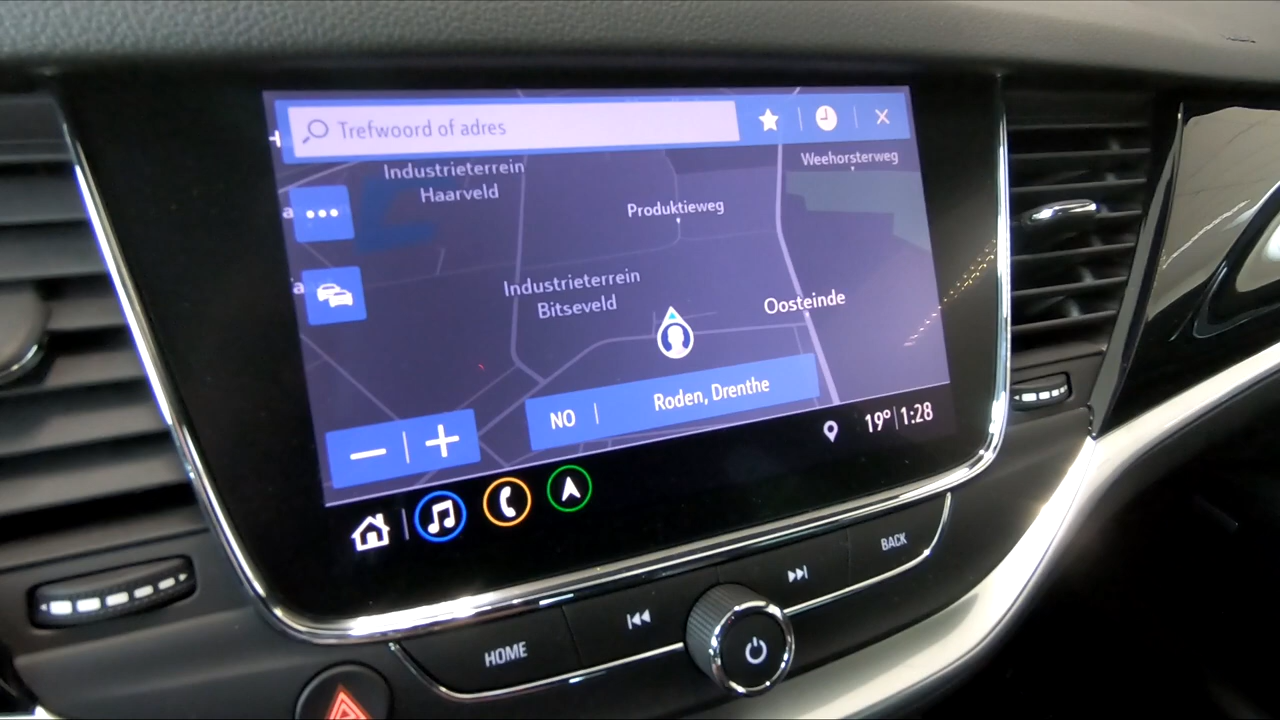 Trefwoord of adres
Weehorsterweg
Industrieterrein
Haarveld
a
Produktieweg
Industrieterrein
Bitseveld
Oosteinde
a
NO
Roden, Drenthe
19° 1:28
HOME
BACK